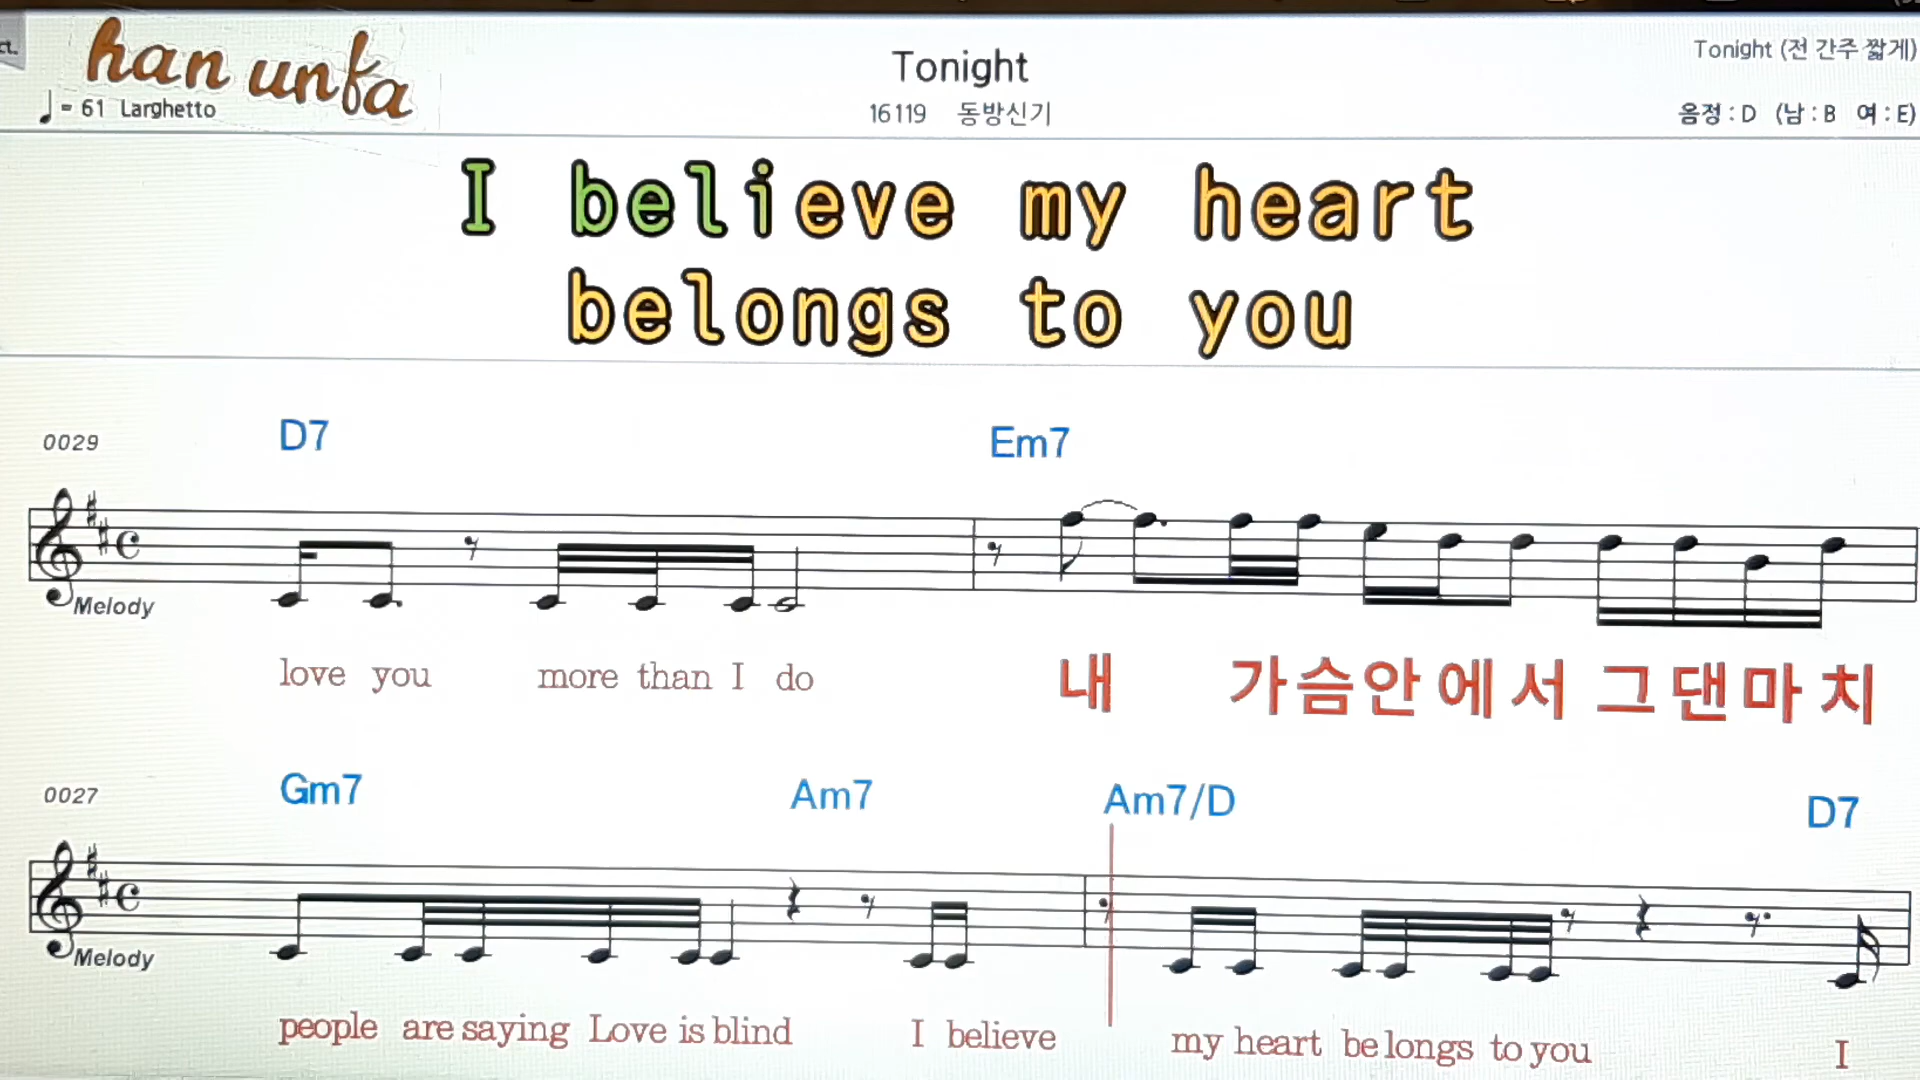 ct.
han unfa
♩= 61 Larghetto
Tonight
16119 동방신기
Tonight (전 간주 짧게)
음정 : D (남 : B 여 : E)
I believe my heart
belongs to you
0029
D7 Em7
Melody
love you more than I do 내 가슴안에서 그댄마치
0027
Gm7 Am7 Am7/D D7
Melody
people are saying Love is blind I believe my heart belongs to you I